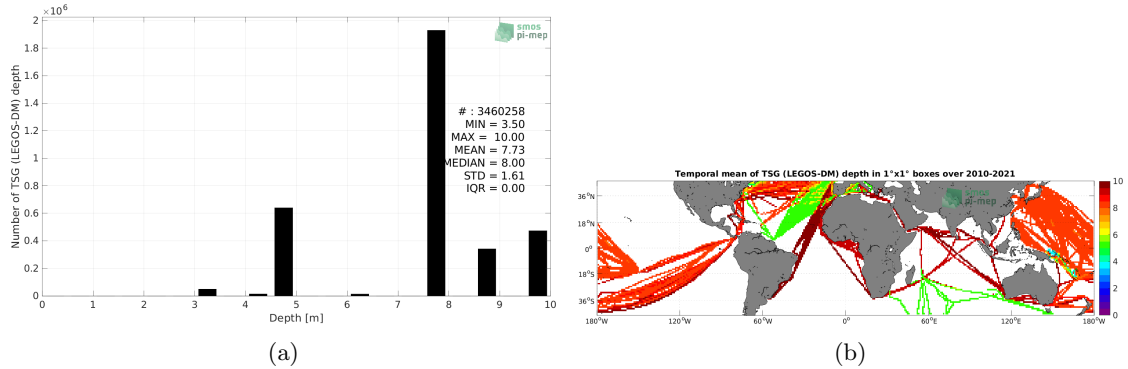 ×10⁶
2
1.8
1.6
1.4
1.2
1
0.8
0.6
0.4
0.2
0
Number of TSG (LEGOS-DM) depth
smos
pi-mep
# : 3460258
MIN = 3.50
MAX = 10.00
MEAN = 7.73
MEDIAN = 8.00
STD = 1.61
IQR = 0.00
0 1 2 3 4 5 6 7 8 9 10
Depth [m]
(a)
Temporal mean of TSG (LEGOS-DM) depth in 1°x1° boxes over 2010-2021
smos
pi-mep
36°N
18°N
0°
18°S
36°S
180°W 120°W 60°W 0° 60°E 120°E 180°W
10
8
6
4
2
0
(b)